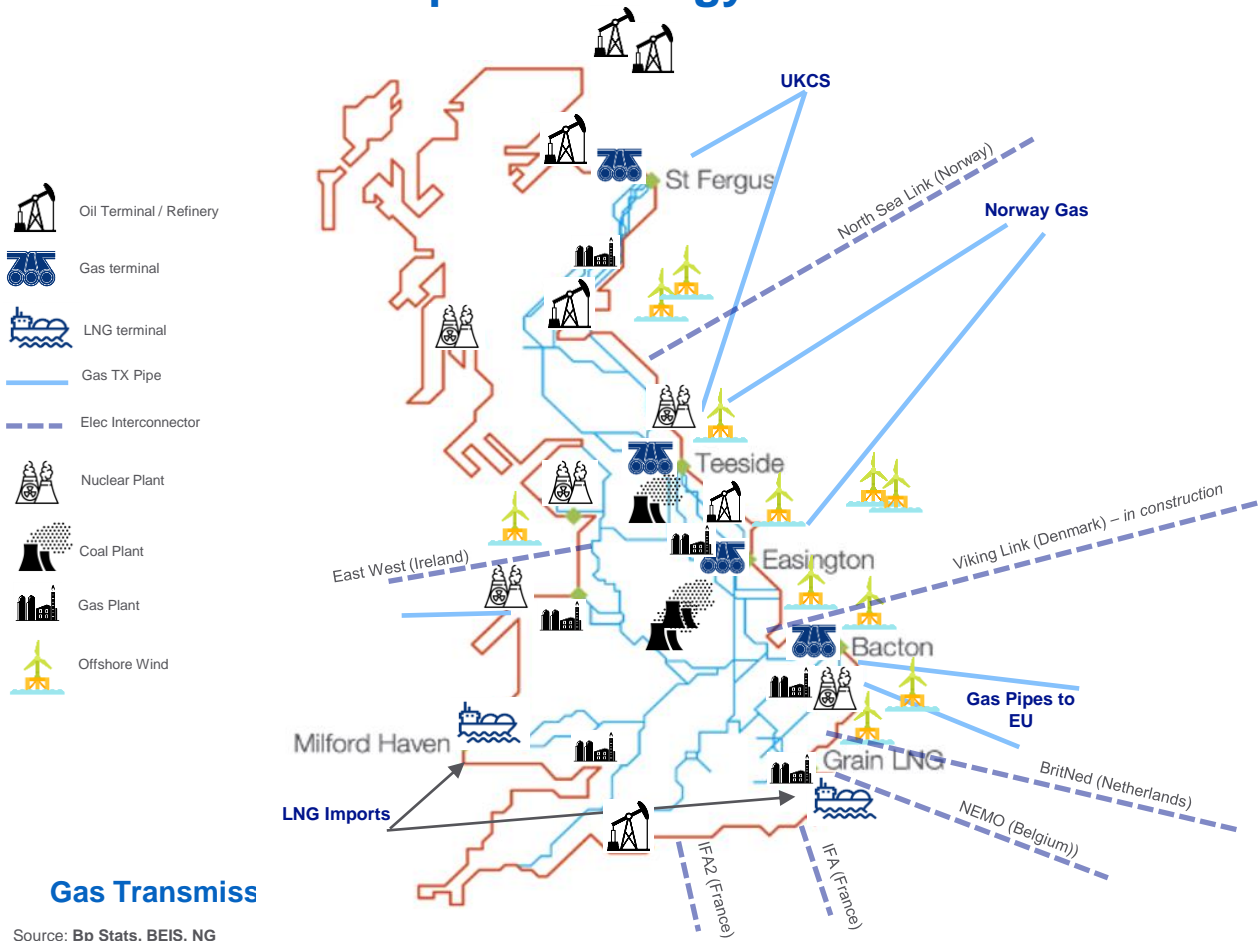 UKCS
St Fergus
North Sea Link (Norway)
Norway Gas
Oil Terminal / Refinery
Gas terminal
LNG terminal
Gas TX Pipe
Elec Interconnector
Nuclear Plant
Coal Plant
Gas Plant
Offshore Wind
Teeside
Easington
Viking Link (Denmark) – in construction
East West (Ireland)
Bacton
Gas Pipes to
EU
Milford Haven
Grain LNG
BritNed (Netherlands)
NEMO (Belgium))
LNG Imports
IFA2 (France)
IFA (France)
Gas Transmiss
Source: Bp Stats, BEIS, NG